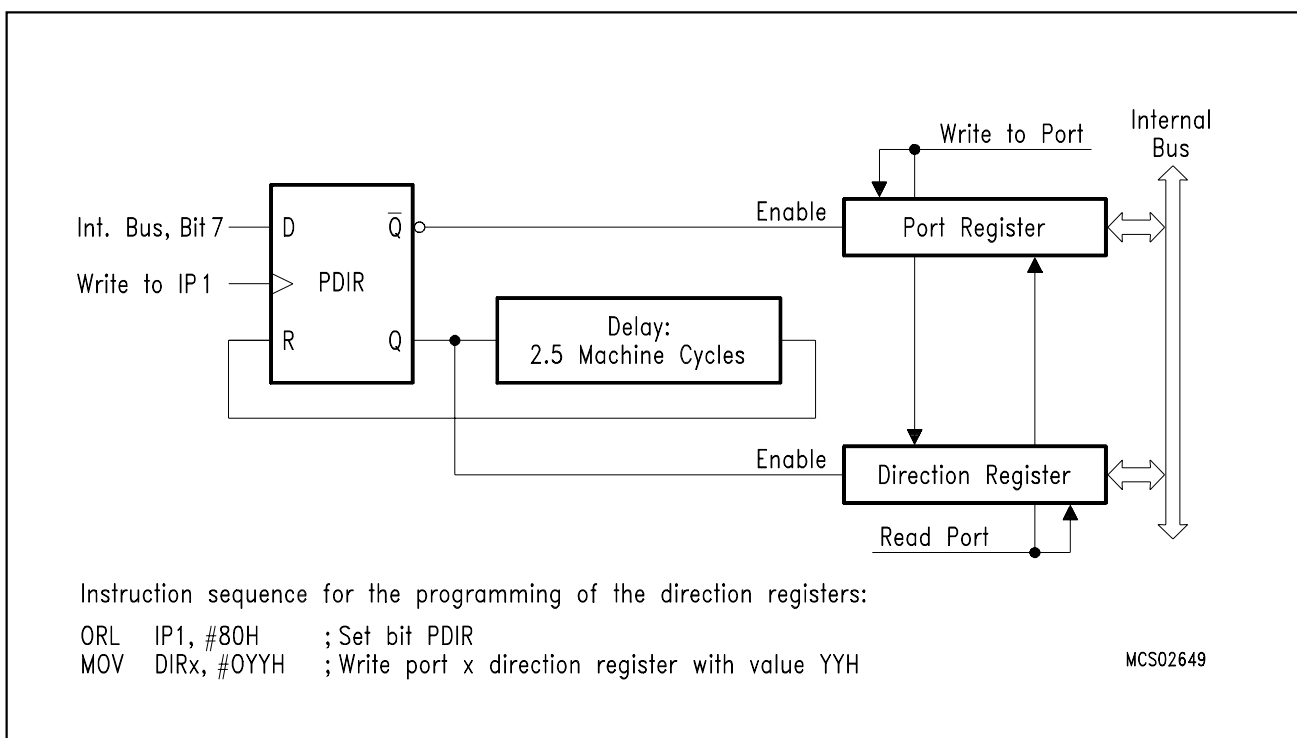 Write to Port
Internal
Bus
Int. Bus, Bit 7
D
Q
Enable
Port Register
Write to IP1
PDIR
R
Q
Delay:
2.5 Machine Cycles
Enable
Direction Register
Read Port
Instruction sequence for the programming of the direction registers:
ORL IP1, #80H ; Set bit PDIR
MOV DIRx, #0YYH ; Write port x direction register with value YYH
MCS02649